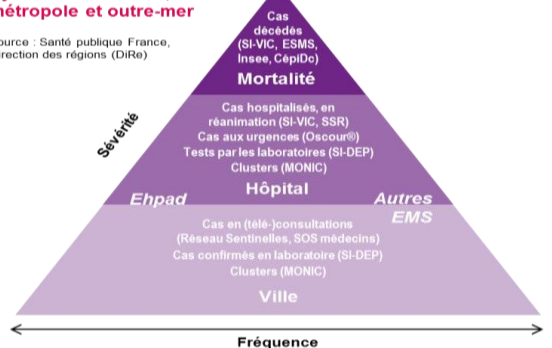 métropole et outre-mer
Source : Santé publique France,
Direction des régions (DiRe)
Cas
décédés
(SI-VIC, ESMS,
Insee, CépiDc)
Mortalité
Sévérité
Cas hospitalisés, en
réanimation (SI-VIC, SSR)
Cas aux urgences (Oscour®)
Tests par les laboratoires (SI-DEP)
Clusters (MONIC)
Hôpital
Ehpad
Autres
EMS
Cas en (télé-)consultations
(Réseau Sentinelles, SOS médecins)
Cas confirmés en laboratoire (SI-DEP)
Clusters (MONIC)
Ville
Fréquence